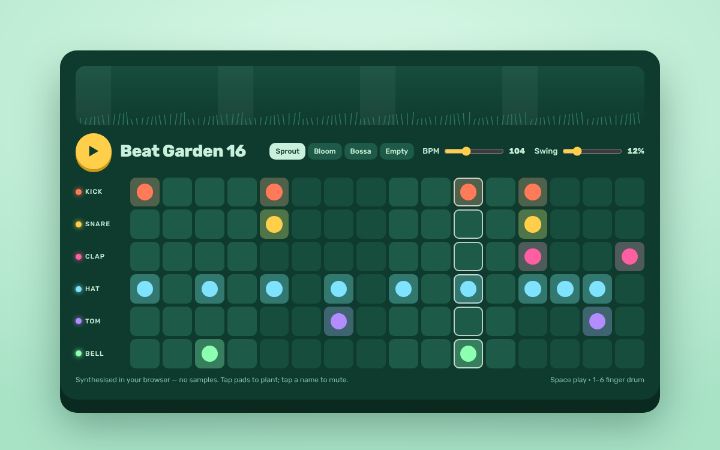 Beat Garden 16
Sprout Bloom Bossa Empty BPM 104 Swing 12%
KICK
SNARE
CLAP
HAT
TOM
BELL
Synthesised in your browser — no samples. Tap pads to plant; tap a name to mute.
Space play • 1–6 finger drum